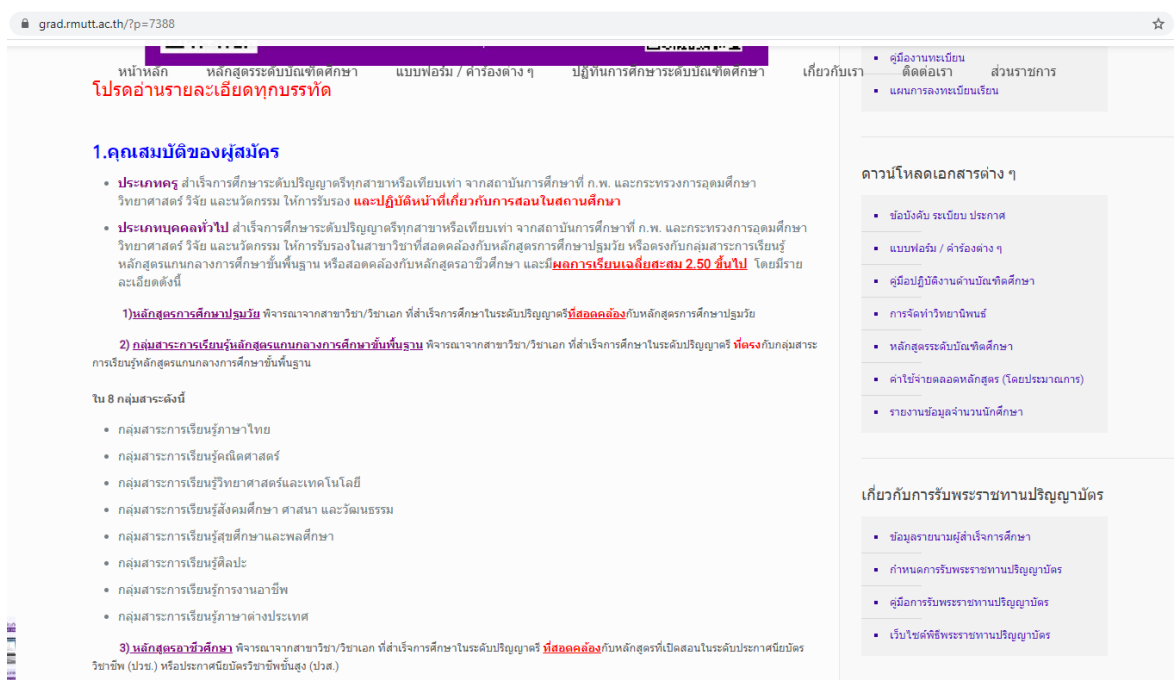 grad.rmutt.ac.th/?p=7388
หน้าหลัก หลักสูตรระดับบัณฑิตศึกษา แบบฟอร์ม / คำร้องต่าง ๆ ปฏิทินการศึกษาระดับบัณฑิตศึกษา เกี่ยวกับเรา ติดต่อเรา ส่วนราชการ
โปรดอ่านรายละเอียดทุกบรรทัด
1.คุณสมบัติของผู้สมัคร
ประเภทครู สำเร็จการศึกษาระดับปริญญาตรีทุกสาขาหรือเทียบเท่า จากสถาบันการศึกษาที่ ก.พ. และกระทรวงการอุดมศึกษา
วิทยาศาสตร์ วิจัย และนวัตกรรม ให้การรับรอง และปฏิบัติหน้าที่เกี่ยวกับการสอนในสถานศึกษา
ประเภทบุคคลทั่วไป สำเร็จการศึกษาระดับปริญญาตรีทุกสาขาหรือเทียบเท่า จากสถาบันการศึกษาที่ ก.พ. และกระทรวงการอุดมศึกษา
วิทยาศาสตร์ วิจัย และนวัตกรรม ให้การรับรองในสาขาวิชาที่สอดคล้องกับหลักสูตรการศึกษาปฐมวัย หรือตรงกับกลุ่มสาระการเรียนรู้
หลักสูตรแกนกลางการศึกษาขั้นพื้นฐาน หรือสอดคล้องกับหลักสูตรอาชีวศึกษา และมีผลการเรียนเฉลี่ยสะสม 2.50 ขึ้นไป โดยมีราย
ละเอียดดังนี้
1)หลักสูตรการศึกษาปฐมวัย พิจารณาจากสาขาวิชา/วิชาเอก ที่สำเร็จการศึกษาในระดับปริญญาตรีที่สอดคล้องกับหลักสูตรการศึกษาปฐมวัย
2) กลุ่มสาระการเรียนรู้หลักสูตรแกนกลางการศึกษาขั้นพื้นฐาน พิจารณาจากสาขาวิชา/วิชาเอก ที่สำเร็จการศึกษาในระดับปริญญาตรี ที่ตรงกับกลุ่มสาระ
การเรียนรู้หลักสูตรแกนกลางการศึกษาขั้นพื้นฐาน
ใน 8 กลุ่มสาระดังนี้
กลุ่มสาระการเรียนรู้ภาษาไทย
กลุ่มสาระการเรียนรู้คณิตศาสตร์
กลุ่มสาระการเรียนรู้วิทยาศาสตร์และเทคโนโลยี
กลุ่มสาระการเรียนรู้สังคมศึกษา ศาสนา และวัฒนธรรม
กลุ่มสาระการเรียนรู้สุขศึกษาและพลศึกษา
กลุ่มสาระการเรียนรู้ศิลปะ
กลุ่มสาระการเรียนรู้การงานอาชีพ
กลุ่มสาระการเรียนรู้ภาษาต่างประเทศ
3) หลักสูตรอาชีวศึกษา พิจารณาจากสาขาวิชา/วิชาเอก ที่สำเร็จการศึกษาในระดับปริญญาตรี ที่สอดคล้องกับหลักสูตรที่เปิดสอนในระดับประกาศนียบัตร
วิชาชีพ (ปวช.) หรือประกาศนียบัตรวิชาชีพชั้นสูง (ปวส.)
คู่มืองานทะเบียน
แผนการลงทะเบียนเรียน
ดาวน์โหลดเอกสารต่าง ๆ
ข้อบังคับ ระเบียบ ประกาศ
แบบฟอร์ม / คำร้องต่าง ๆ
คู่มือปฏิบัติงานด้านบัณฑิตศึกษา
การจัดทำวิทยานิพนธ์
หลักสูตรระดับบัณฑิตศึกษา
ค่าใช้จ่ายตลอดหลักสูตร (โดยประมาณการ)
รายงานข้อมูลจำนวนนักศึกษา
เกี่ยวกับการรับพระราชทานปริญญาบัตร
ข้อมูลรายนามผู้สำเร็จการศึกษา
กำหนดการรับพระราชทานปริญญาบัตร
คู่มือการรับพระราชทานปริญญาบัตร
เว็บไซต์พิธีพระราชทานปริญญาบัตร